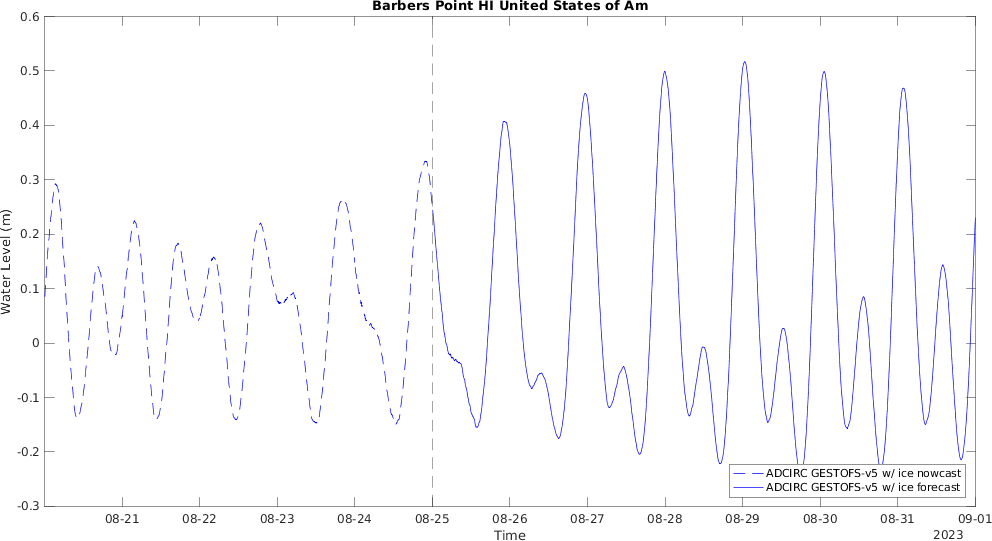 Barbers Point HI United States of Am
0.6
0.5
0.4
0.3
0.2
0.1
0
-0.1
-0.2
-0.3
Water Level (m)
ADCIRC GESTOFS-v5 w/ ice nowcast
ADCIRC GESTOFS-v5 w/ ice forecast
08-21 08-22 08-23 08-24 08-25 08-26 08-27 08-28 08-29 08-30 08-31 09-01
Time
2023